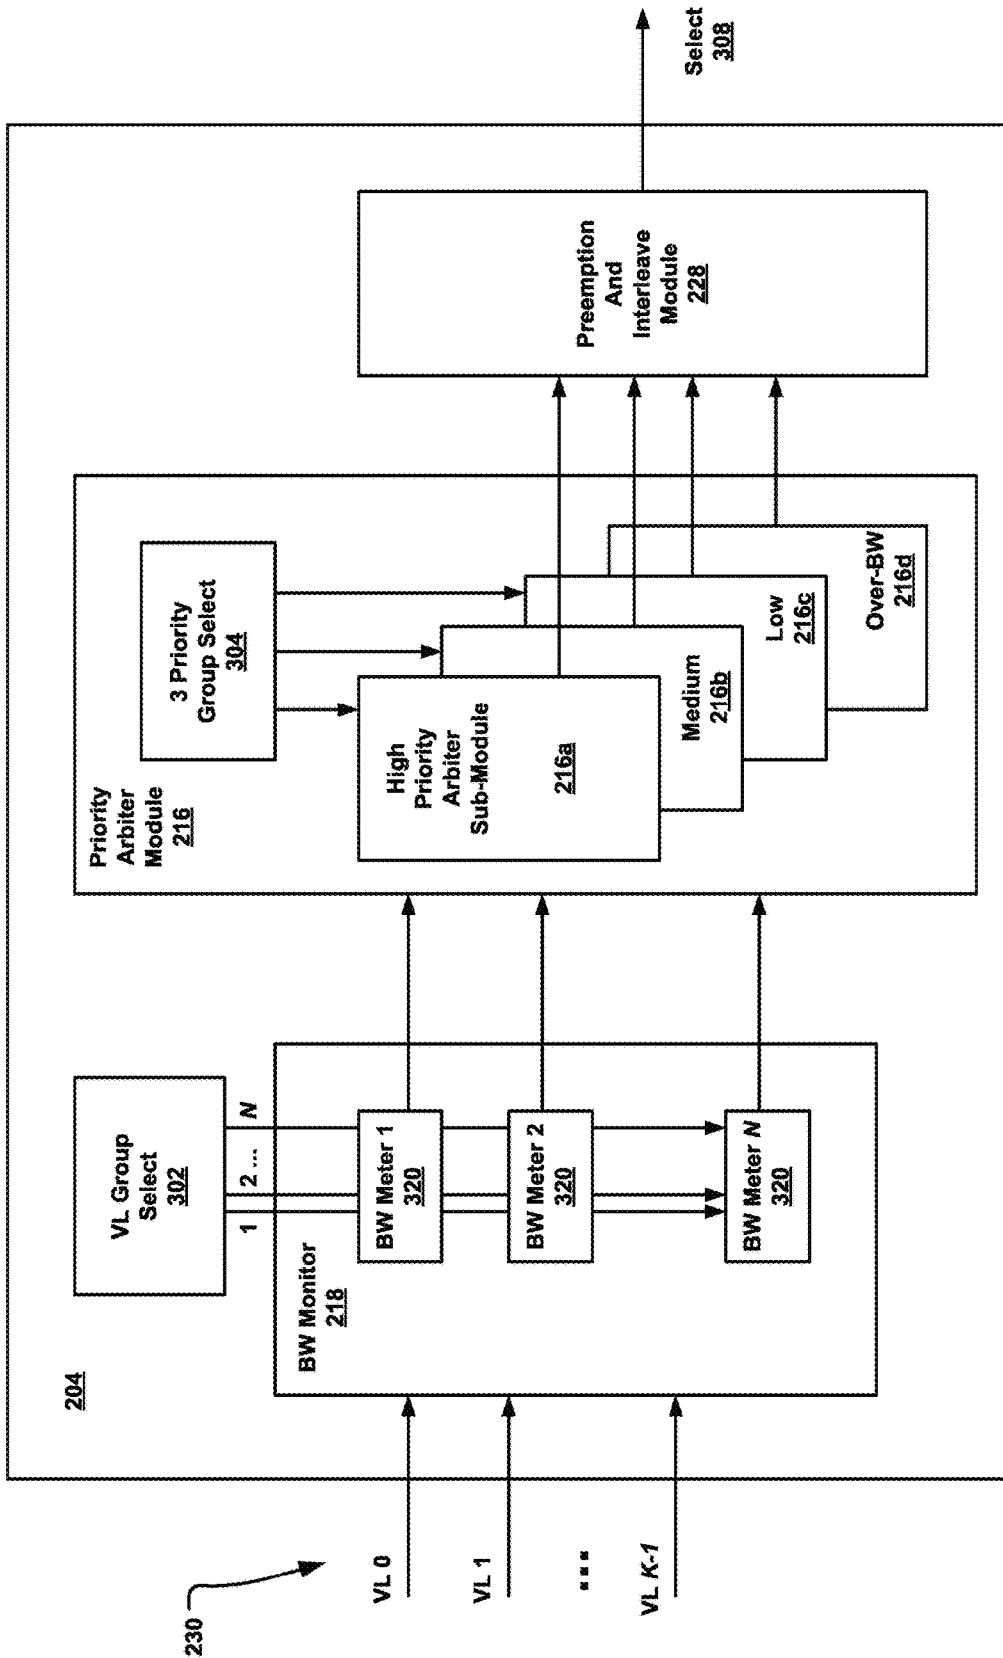 230
VL 0
VL 1
...
VL K-1
204
VL Group
Select
302
1
2 ...
N
BW Monitor
218
BW Meter 1
320
BW Meter 2
320
BW Meter N
320
Priority
Arbiter
Module
216
3 Priority
Group Select
304
High
Priority
Arbiter
Sub-Module
216a
Medium
216b
Low
216c
Over-BW
216d
Preemption
And
Interleave
Module
228
Select
308